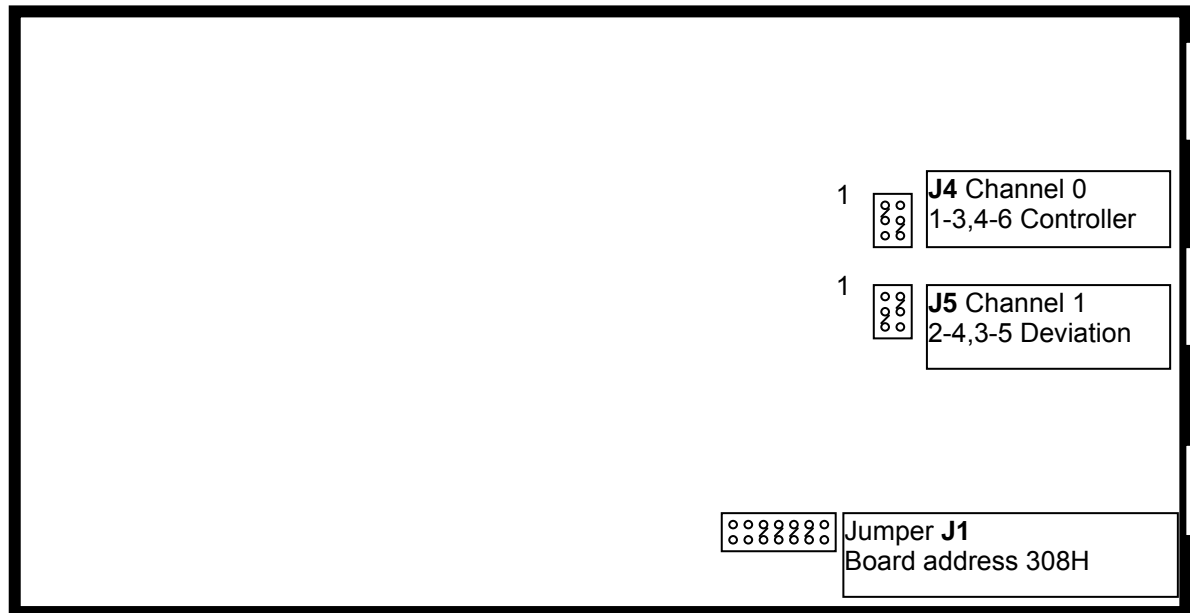 1
J4 Channel 0
1-3,4-6 Controller
1
J5 Channel 1
2-4,3-5 Deviation
Jumper J1
Board address 308H